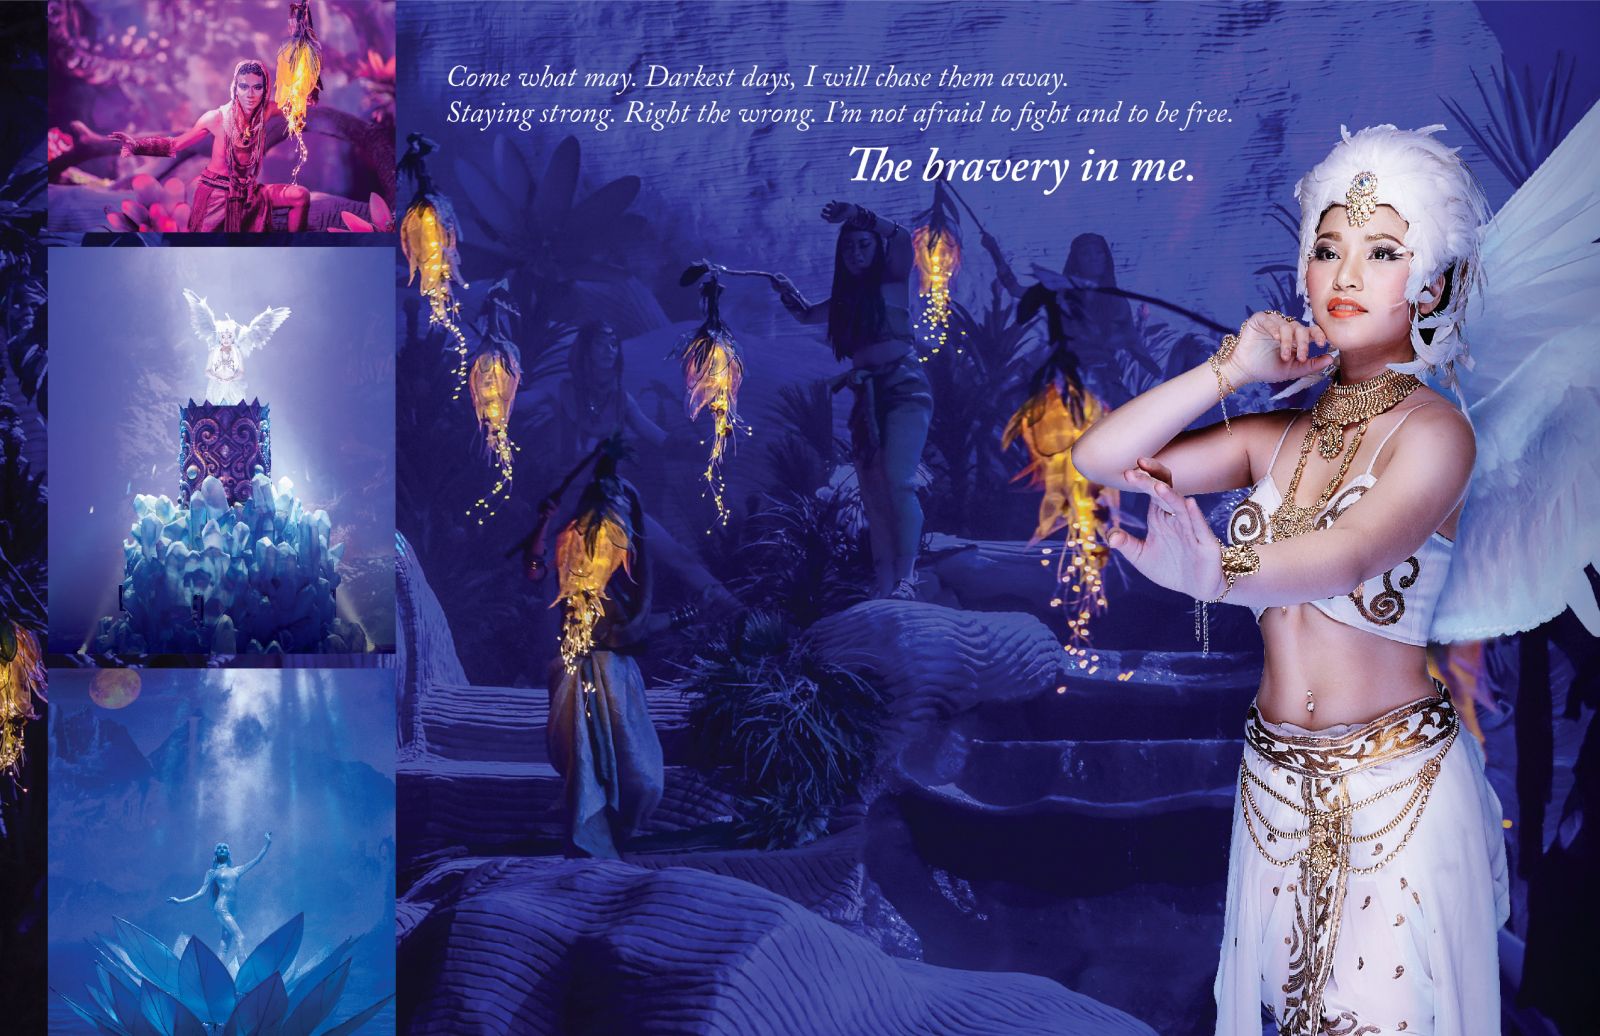 Come what may. Darkest days, I will chase them away.
Staying strong. Right the wrong. I'm not afraid to fight and to be free.
The bravery in me.